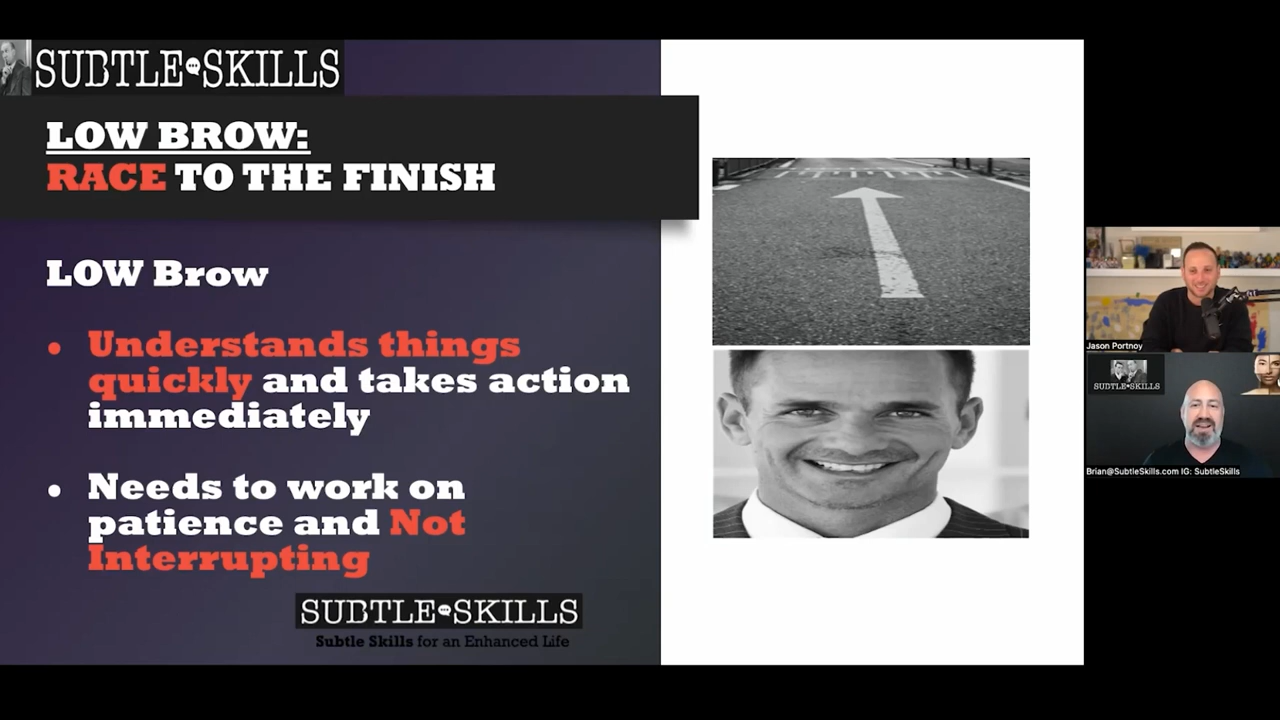 SUBTLE SKILLS
LOW BROW:
RACE TO THE FINISH
LOW Brow
• Understands things
quickly and takes action
immediately
• Needs to work on
patience and Not
Interrupting
SUBTLE SKILLS
Subtle Skills for an Enhanced Life
Jason Portnoy
SUBTLE SKILLS
Brian@SubtleSkills.com IG: SubtleSkills